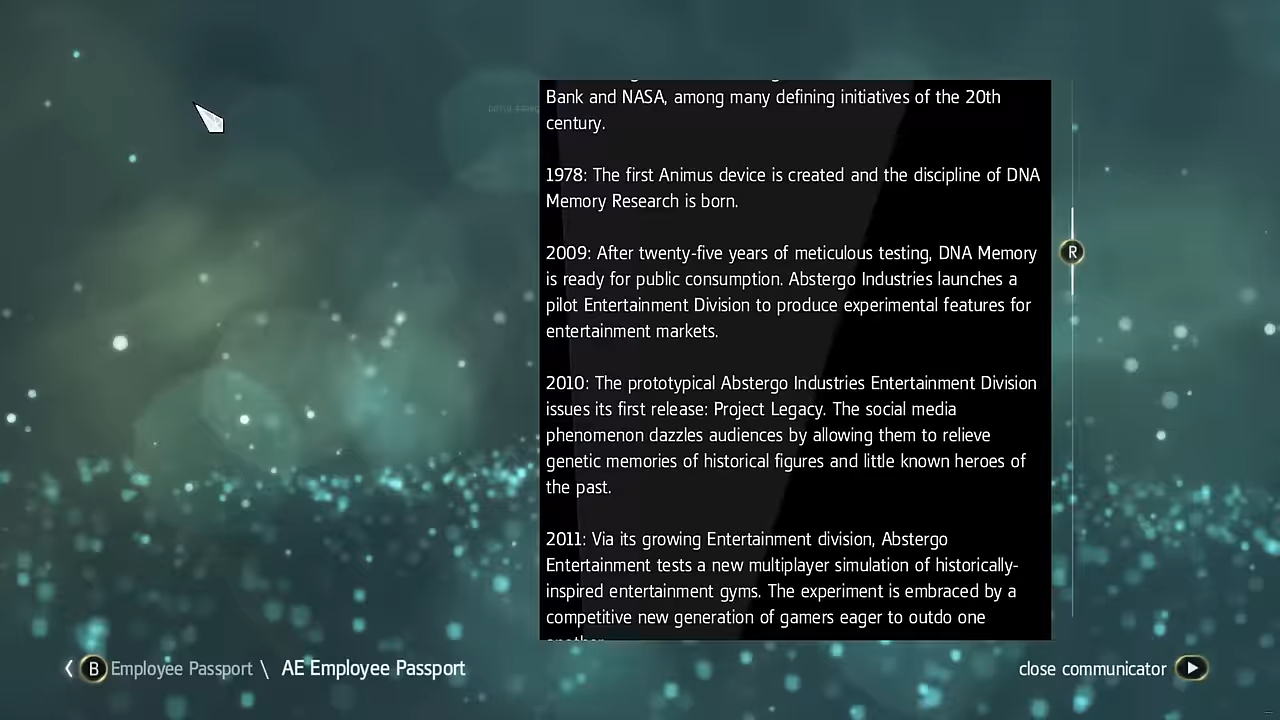 Bank and NASA, among many defining initiatives of the 20th
century.
1978: The first Animus device is created and the discipline of DNA
Memory Research is born.
2009: After twenty-five years of meticulous testing, DNA Memory
is ready for public consumption. Abstergo Industries launches a
pilot Entertainment Division to produce experimental features for
entertainment markets.
2010: The prototypical Abstergo Industries Entertainment Division
issues its first release: Project Legacy. The social media
phenomenon dazzles audiences by allowing them to relieve
genetic memories of historical figures and little known heroes of
the past.
2011: Via its growing Entertainment division, Abstergo
Entertainment tests a new multiplayer simulation of historically-
inspired entertainment gyms. The experiment is embraced by a
competitive new generation of gamers eager to outdo one
R
B Employee Passport \ AE Employee Passport
close communicator